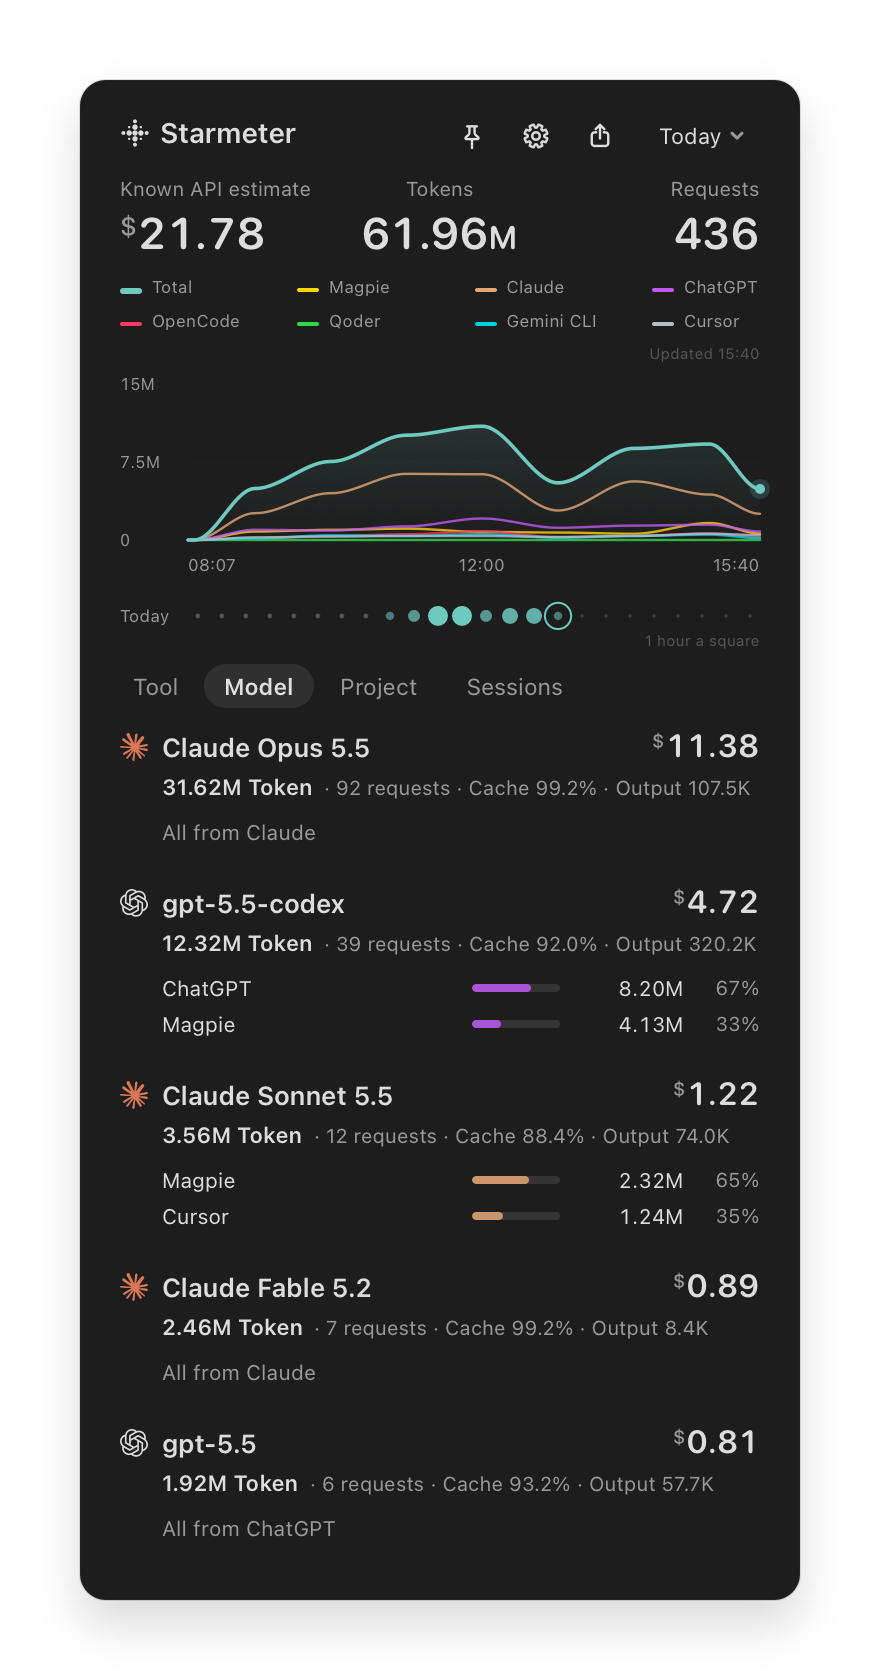 Starmeter Today
Known API estimate Tokens Requests
$21.78 61.96M 436
Total Magpie Claude ChatGPT
OpenCode Qoder Gemini CLI Cursor
Updated 15:40
15M
7.5M
0
08:07 12:00 15:40
Today
1 hour a square
Tool Model Project Sessions
Claude Opus 5.5 $11.38
31.62M Token · 92 requests · Cache 99.2% · Output 107.5K
All from Claude
gpt-5.5-codex $4.72
12.32M Token · 39 requests · Cache 92.0% · Output 320.2K
ChatGPT 8.20M 67%
Magpie 4.13M 33%
Claude Sonnet 5.5 $1.22
3.56M Token · 12 requests · Cache 88.4% · Output 74.0K
Magpie 2.32M 65%
Cursor 1.24M 35%
Claude Fable 5.2 $0.89
2.46M Token · 7 requests · Cache 99.2% · Output 8.4K
All from Claude
gpt-5.5 $0.81
1.92M Token · 6 requests · Cache 93.2% · Output 57.7K
All from ChatGPT